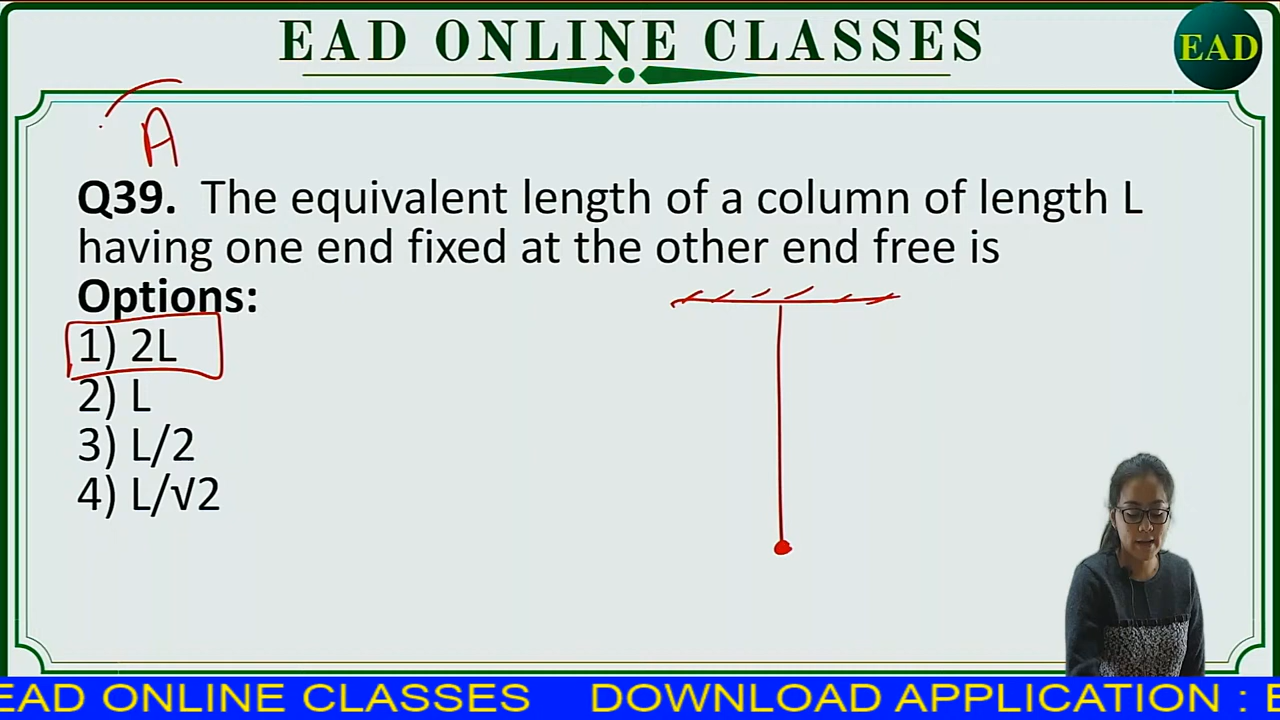 EAD ONLINE CLASSES
EAD
A
Q39. The equivalent length of a column of length L
having one end fixed at the other end free is
Options:
1) 2L
2) L
3) L/2
4) L/√2
EAD ONLINE CLASSES DOWNLOAD APPLICATION : E